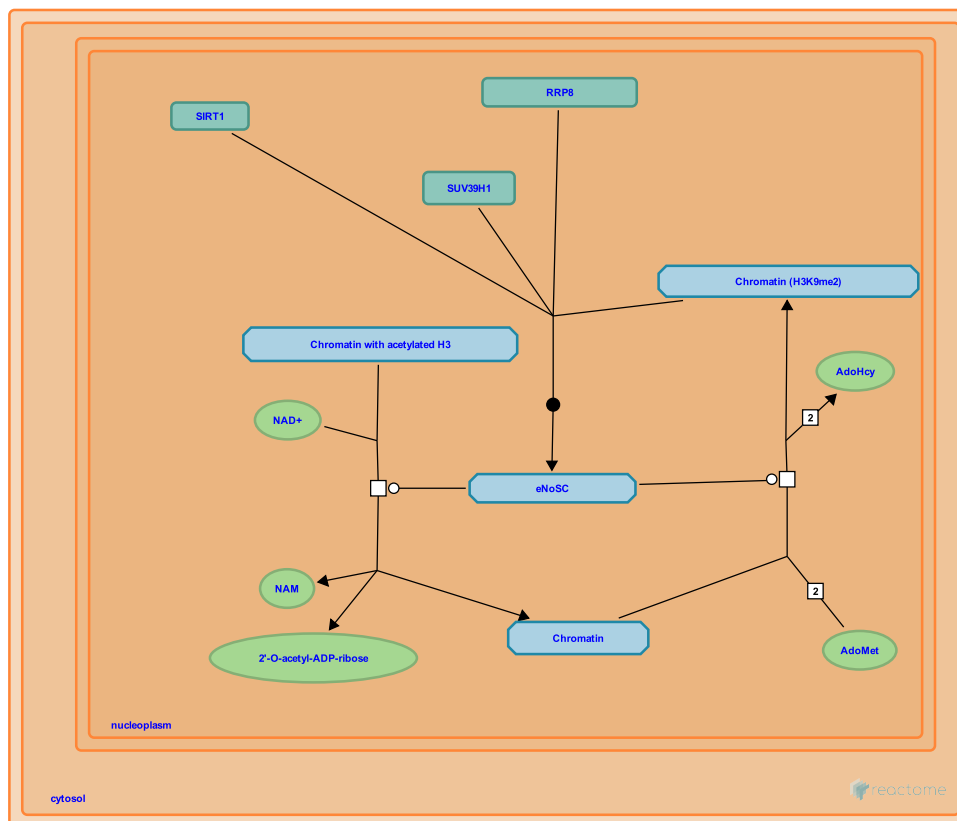 RRP8
SIRT1
SUV39H1
Chromatin (H3K9me2)
Chromatin with acetylated H3
AdoHcy
2
NAD+
eNoSC
NAM
2
Chromatin
AdoMet
2'-O-acetyl-ADP-ribose
nucleoplasm
reactome
cytosol